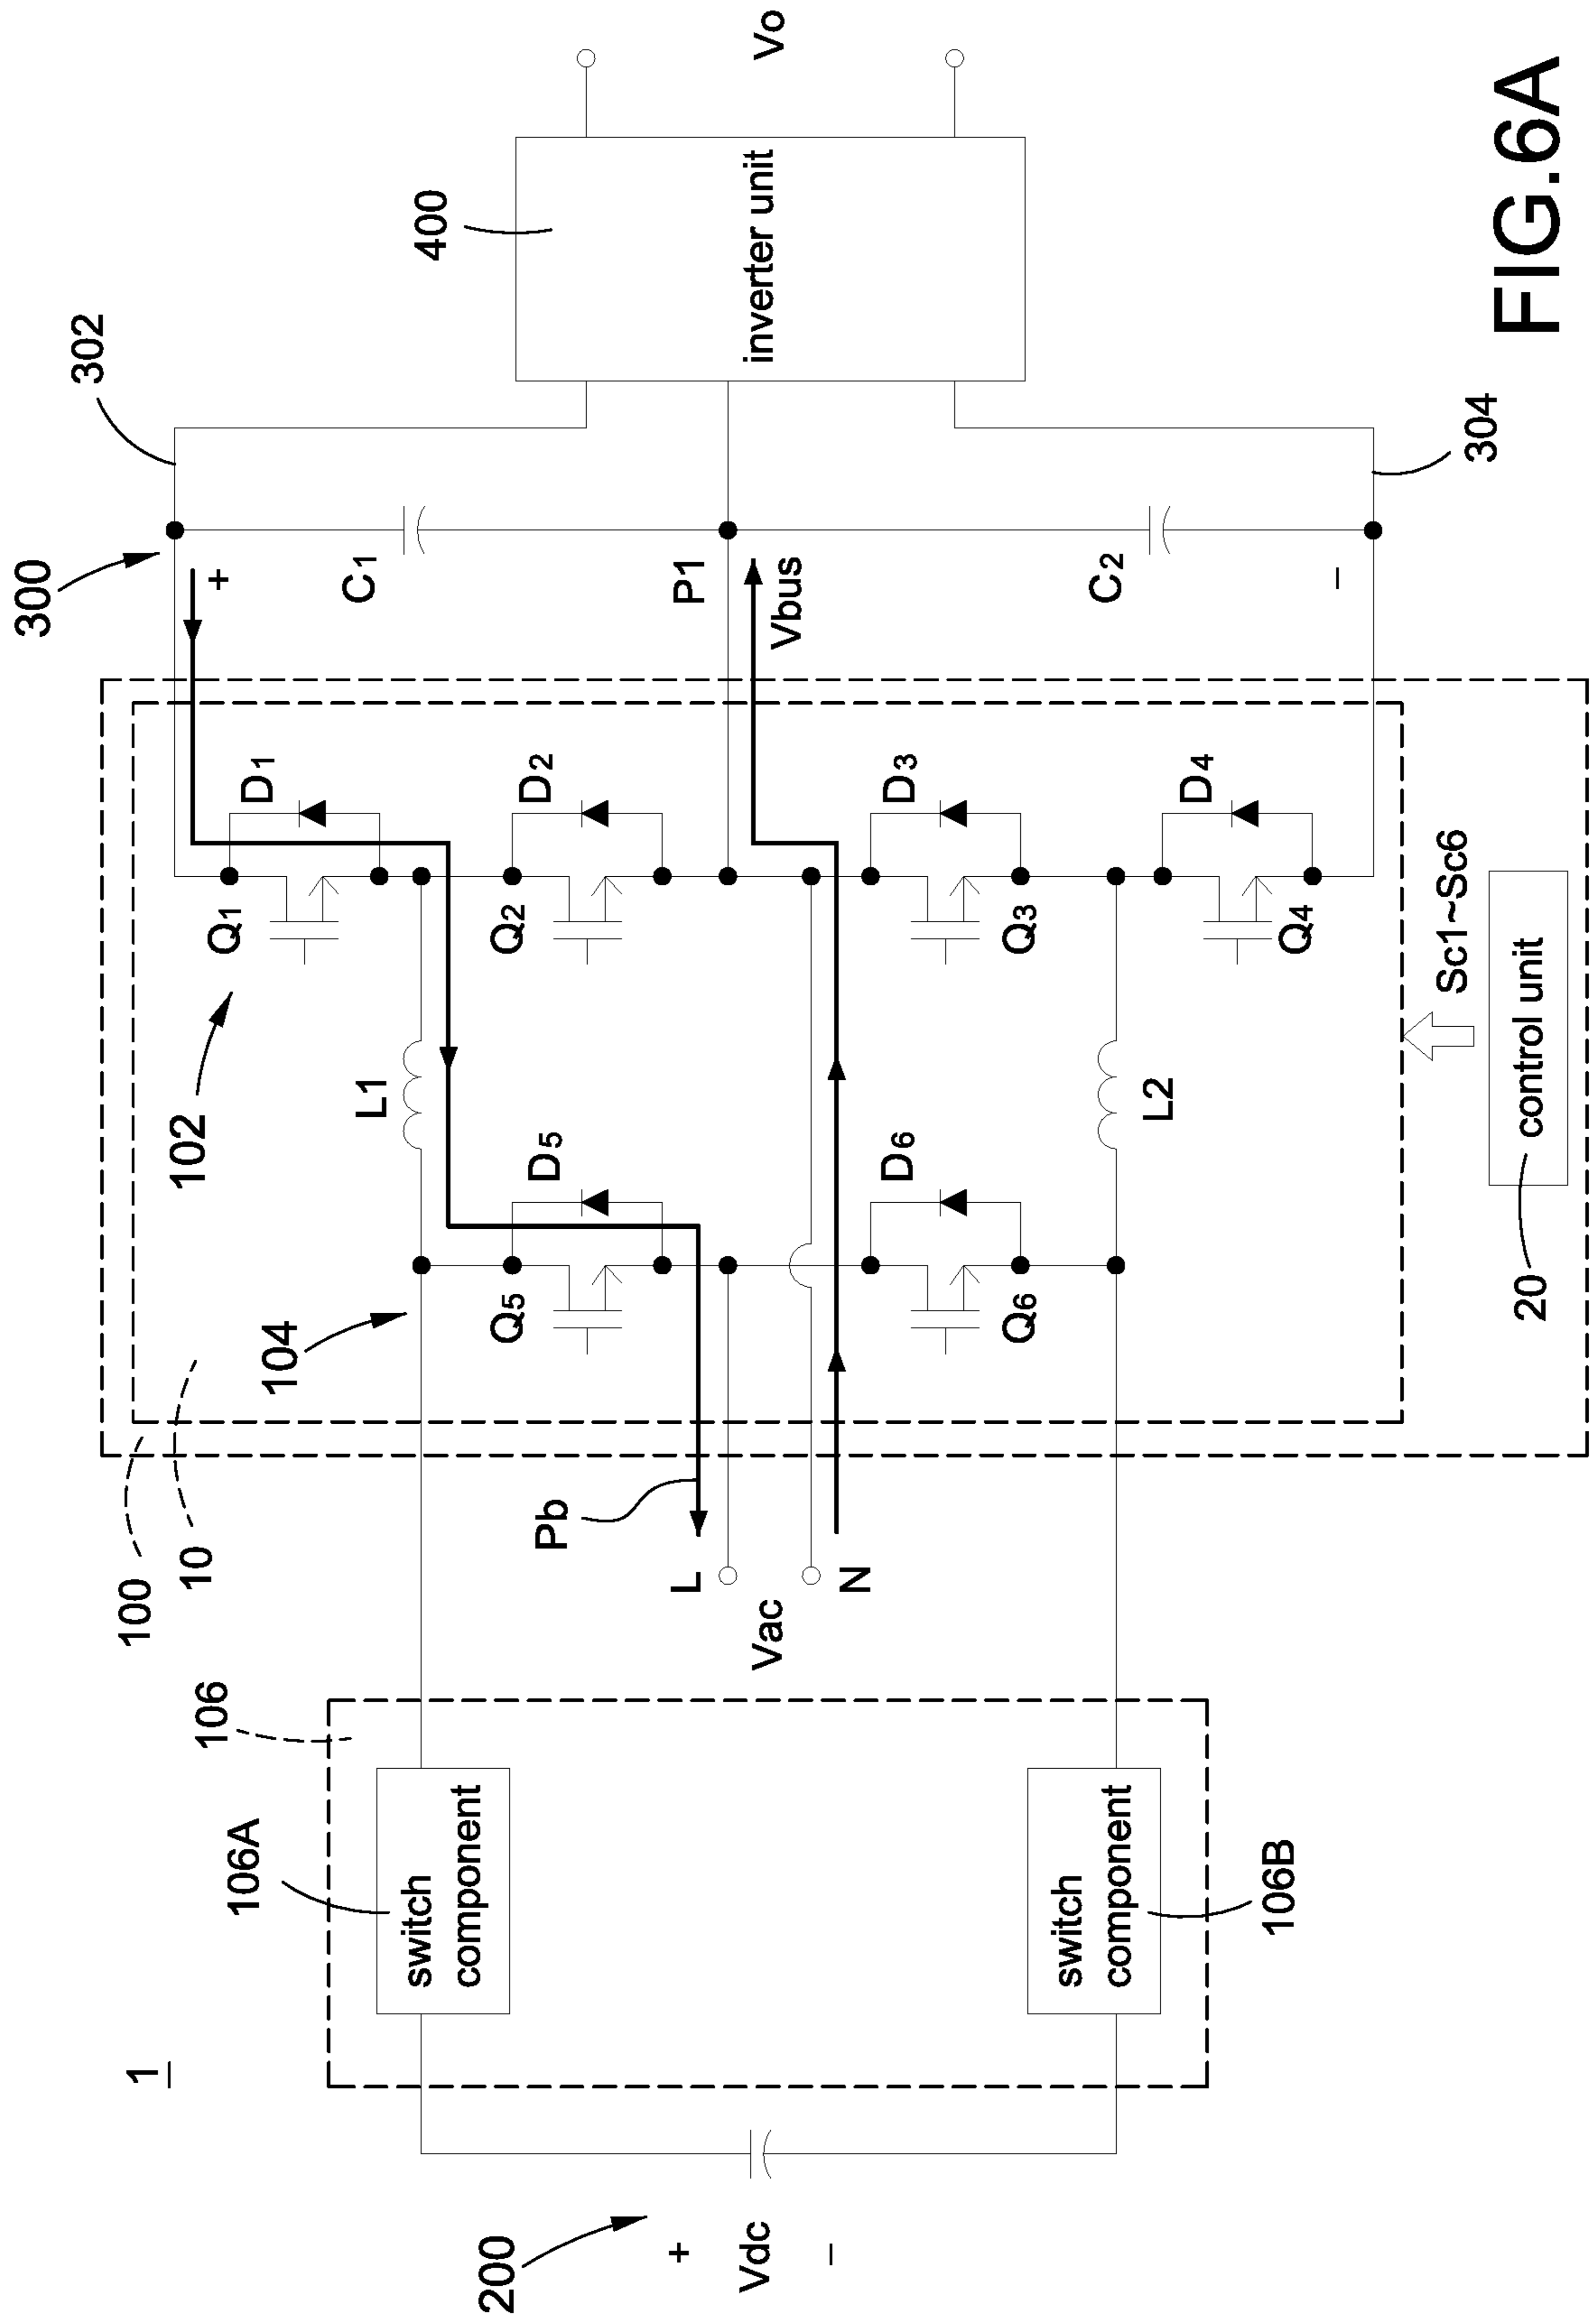 1
300
302
400
+
D1
C1
Q1
102
L1
104
100
10
106
106A
switch
component
D2
Q2
D5
Q5
Pb
L
P1
Vbus
Vac
N
inverter unit
Vo
200
+
Vdc
–
D3
Q3
D6
Q6
C2
L2
D4
Q4
–
304
switch
component
106B
Sc1~Sc6
control unit
20
FIG.6A